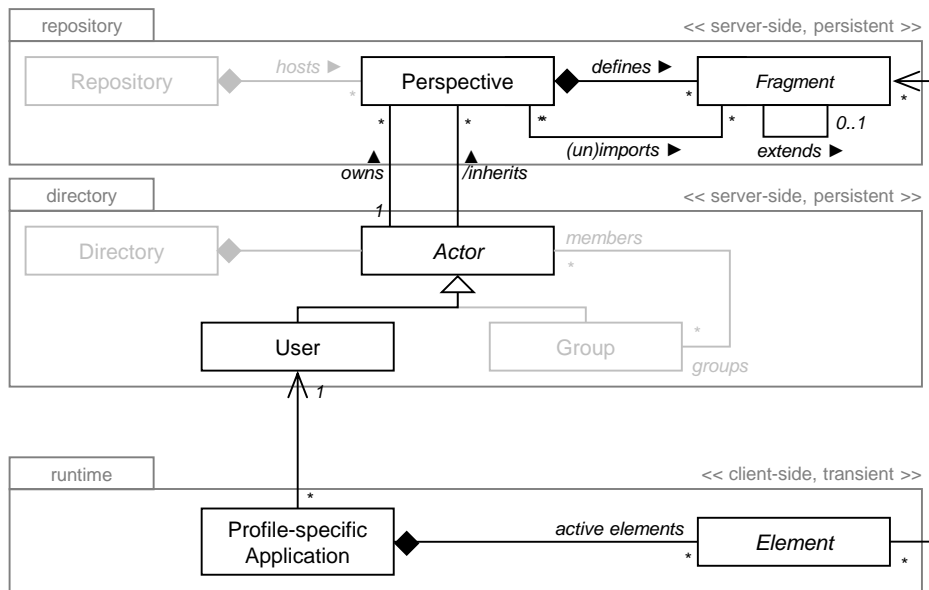 repository
<< server-side, persistent >>
Repository
hosts ►
*
Perspective
defines ►
*
Fragment
*
*
*
**
*
0..1
(un)imports ►
extends ►
▲
owns
▲
/inherits
directory
<< server-side, persistent >>
1
Directory
Actor
members
*
User
Group
*
groups
1
runtime
<< client-side, transient >>
*
Profile-specific
Application
active elements
*
Element
*